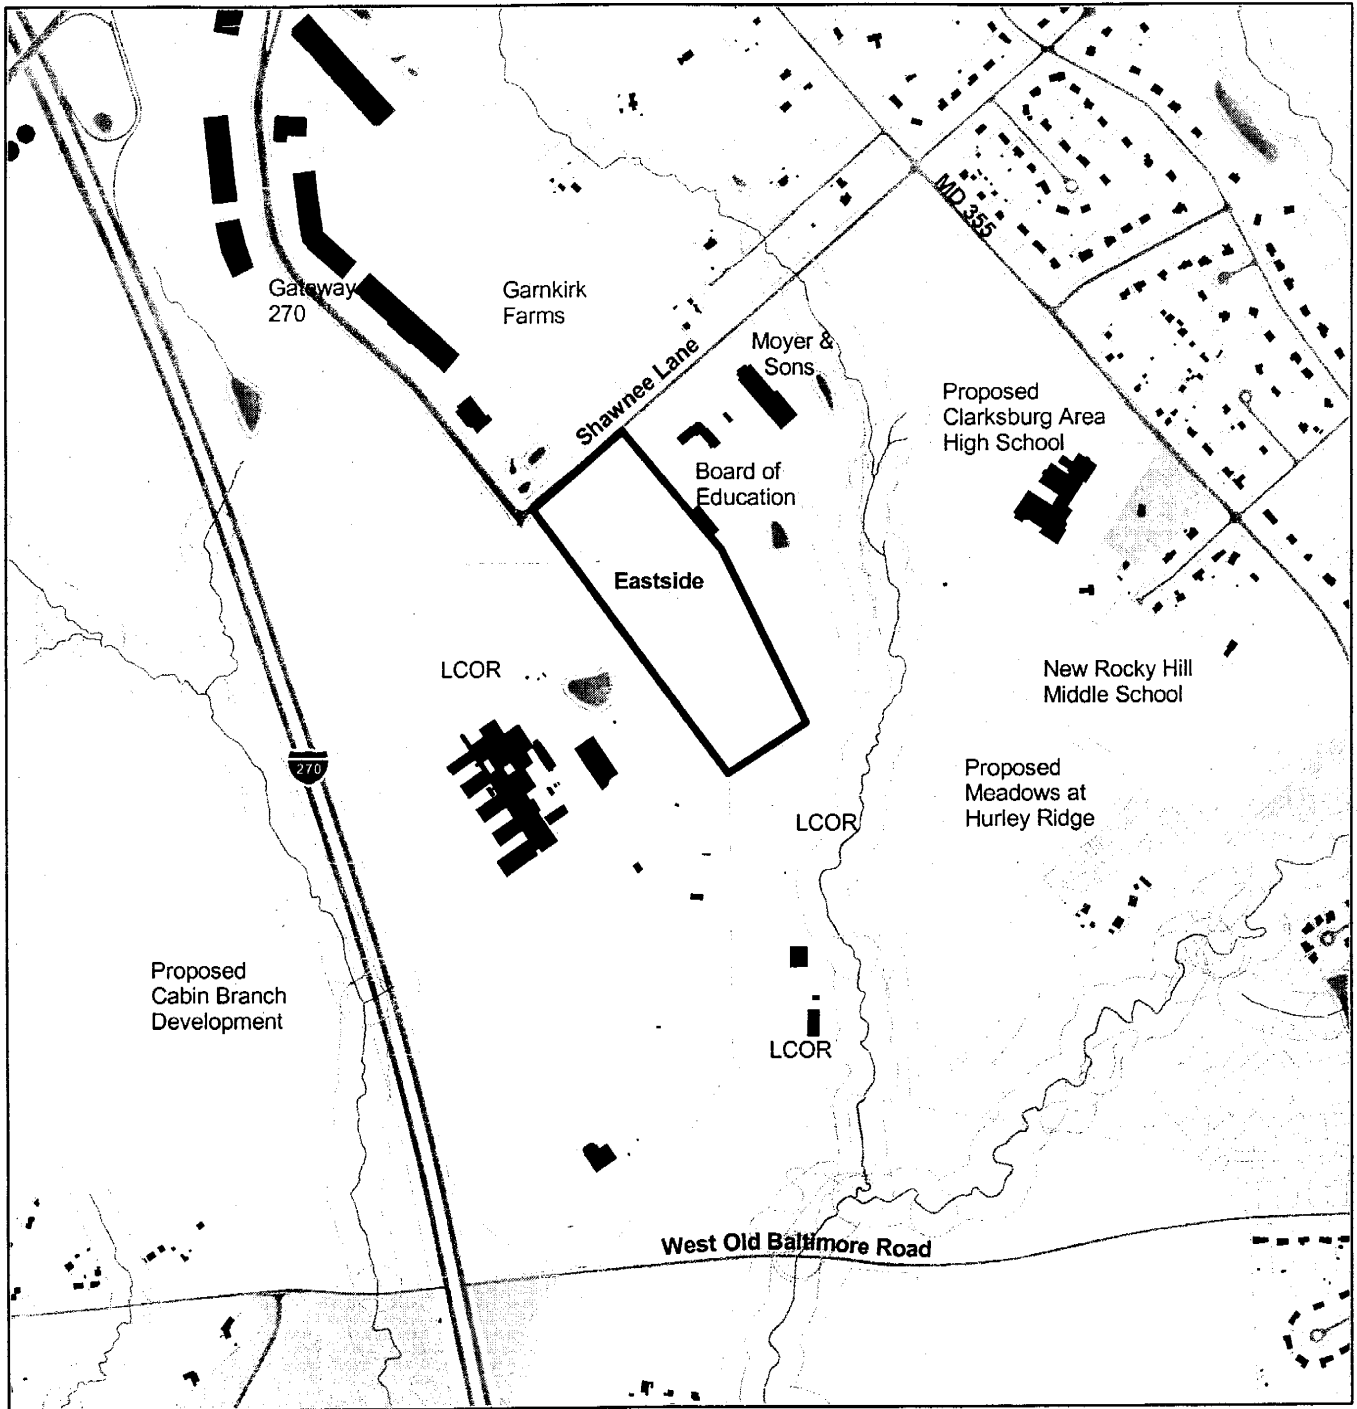 MD 355
Gateway
270
Garnkirk
Farms
Shawnee Lane
Moyer &
Sons
Proposed
Clarksburg Area
High School
Board of
Education
Eastside
LCOR
New Rocky Hill
Middle School
270
Proposed
Meadows at
Hurley Ridge
LCOR
Proposed
Cabin Branch
Development
LCOR
West Old Baltimore Road